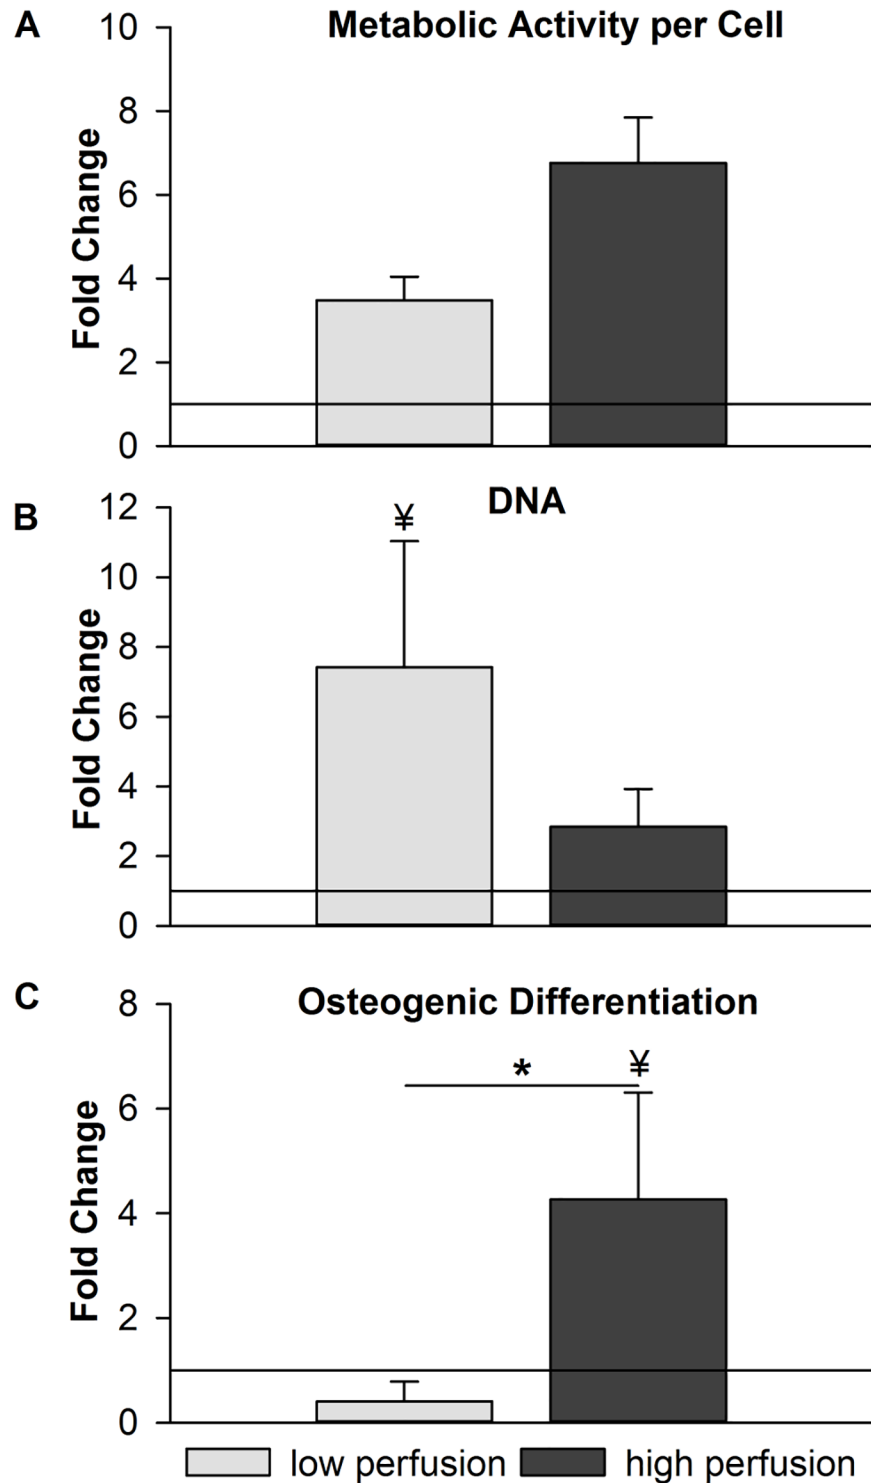 A
Metabolic Activity per Cell
Fold Change
10
8
6
4
2
0
B
DNA
¥
Fold Change
12
10
8
6
4
2
0
C
Osteogenic Differentiation
* ¥
Fold Change
8
6
4
2
0
low perfusion high perfusion